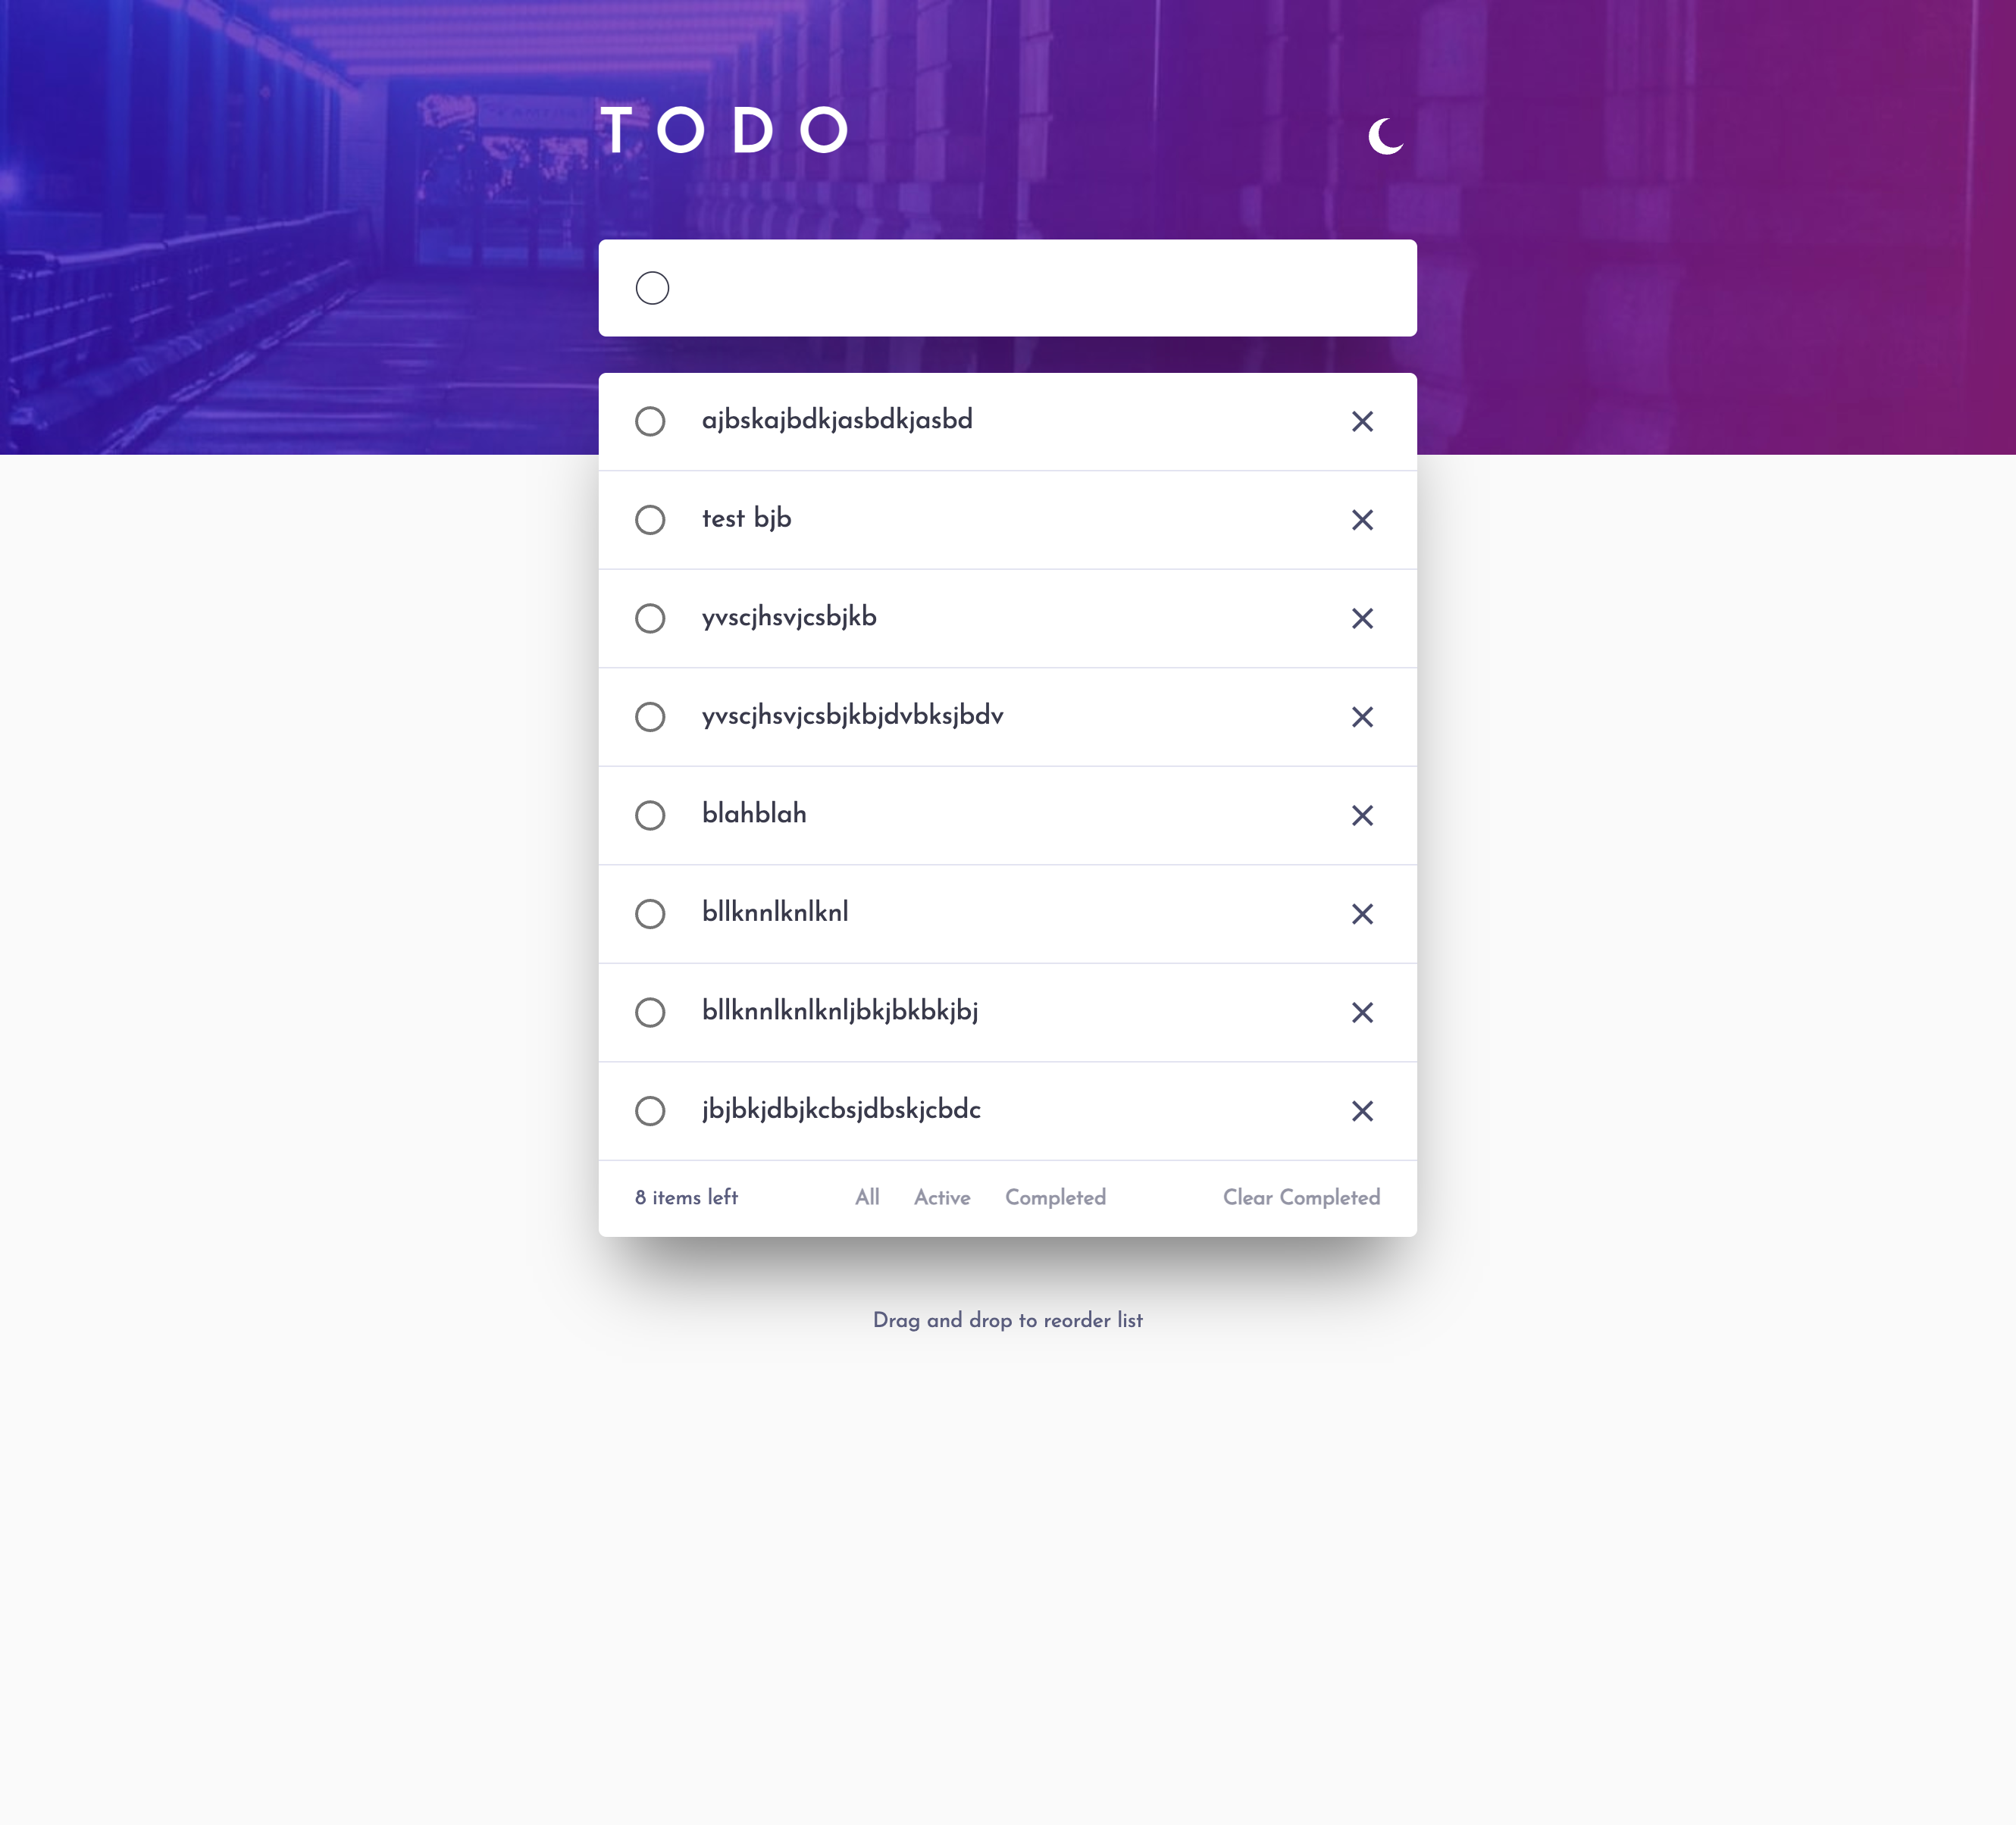 TODO
ajbskajbdkjasbdkjasbd
test bjb
yvscjhsvjcsbjkb
yvscjhsvjcsbjkbjdvbksjbdv
blahblah
bllknnlknlknl
bllknnlknlknljbkjbkbkjbj
jbjbkjdbjkcbsjdbskjcbdc
8 items left All Active Completed Clear Completed
Drag and drop to reorder list